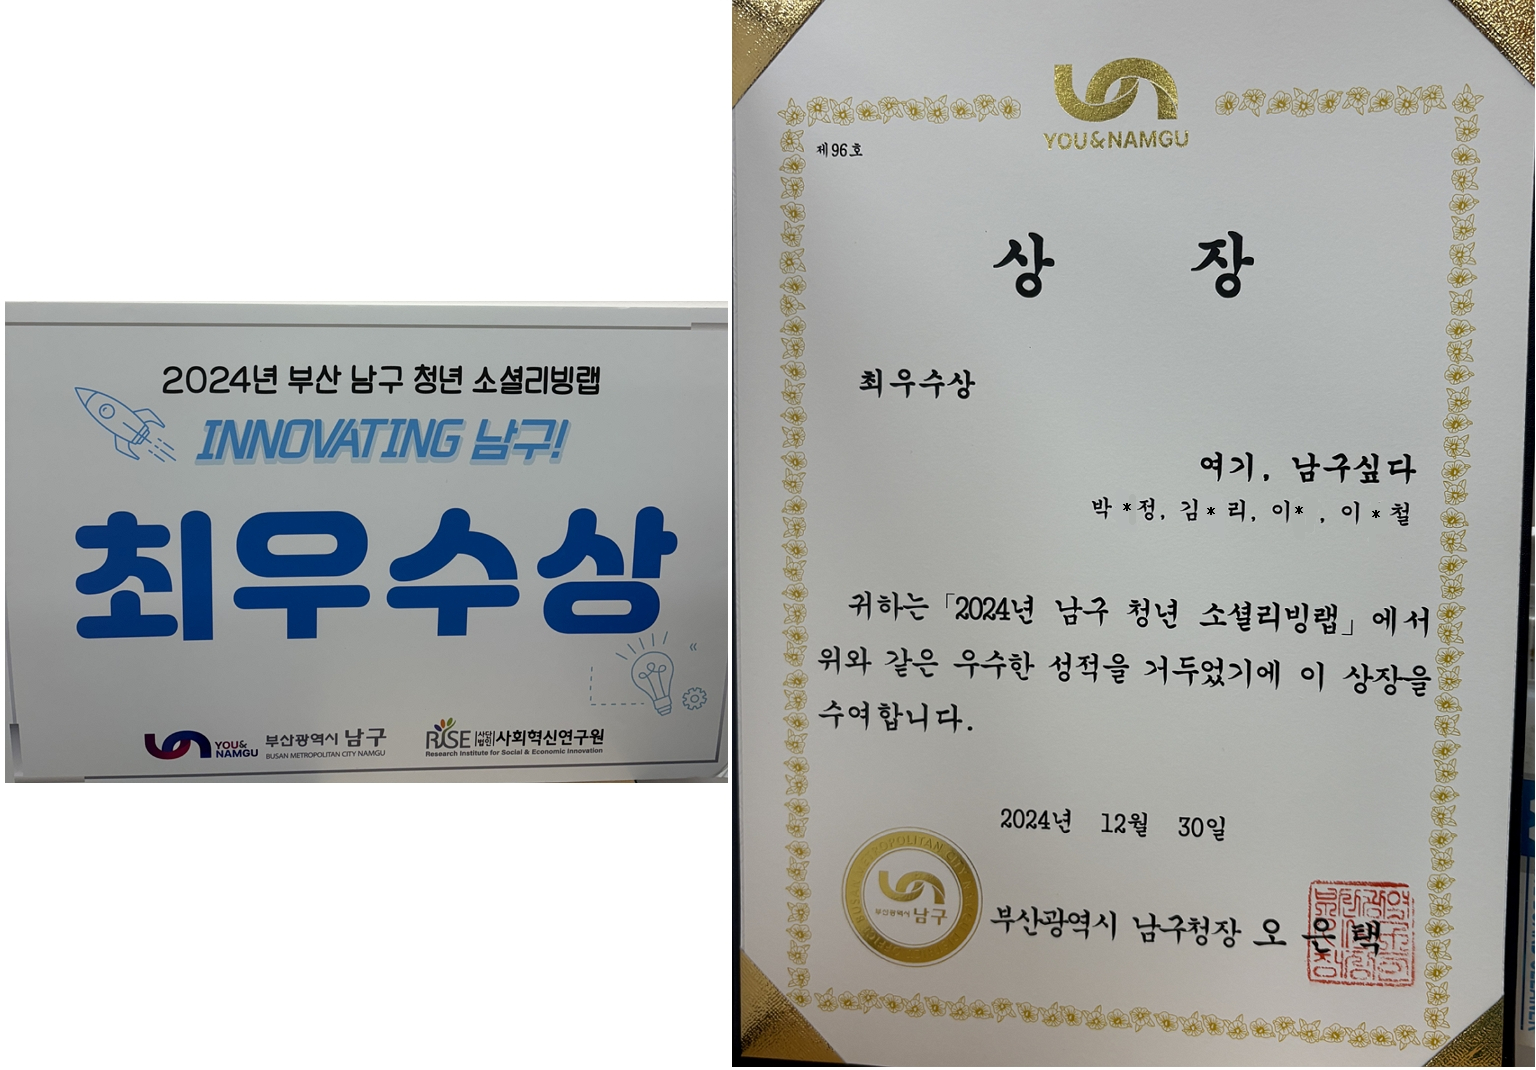 2024년 부산 남구 청년 소셜리빙랩
INNOVATING 남구!
최우수상
YOU&
NAMGU
부산광역시 남구
BUSAN METROPOLITAN CITY NAMGU
RISE 사단법인 사회혁신연구원
Research Institute for Social & Economic Innovation
YOU&NAMGU
제96호
상 장
최우수상
여기, 남구싶다
박*정, 김*리, 이* , 이*철
귀하는「2024년 남구 청년 소셜리빙랩」에서
위와 같은 우수한 성적을 거두었기에 이 상장을
수여합니다.
2024년 12월 30일
부산광역시 남구
부산광역시 남구청장 오은택